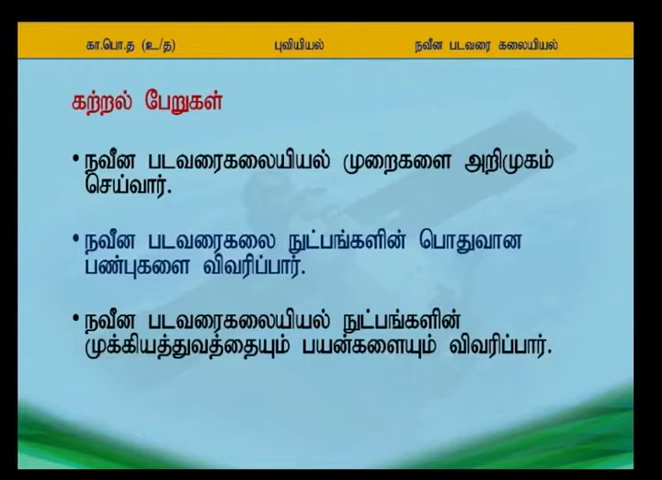 கா.பொ.த (உ/த) புவியியல் நவீன படவரை கலையியல்
கற்றல் பேறுகள்
• நவீன படவரைகலையியல் முறைகளை அறிமுகம்
செய்வார்.
• நவீன படவரைகலை நுட்பங்களின் பொதுவான
பண்புகளை விவரிப்பார்.
• நவீன படவரைகலையியல் நுட்பங்களின்
முக்கியத்துவத்தையும் பயன்களையும் விவரிப்பார்.